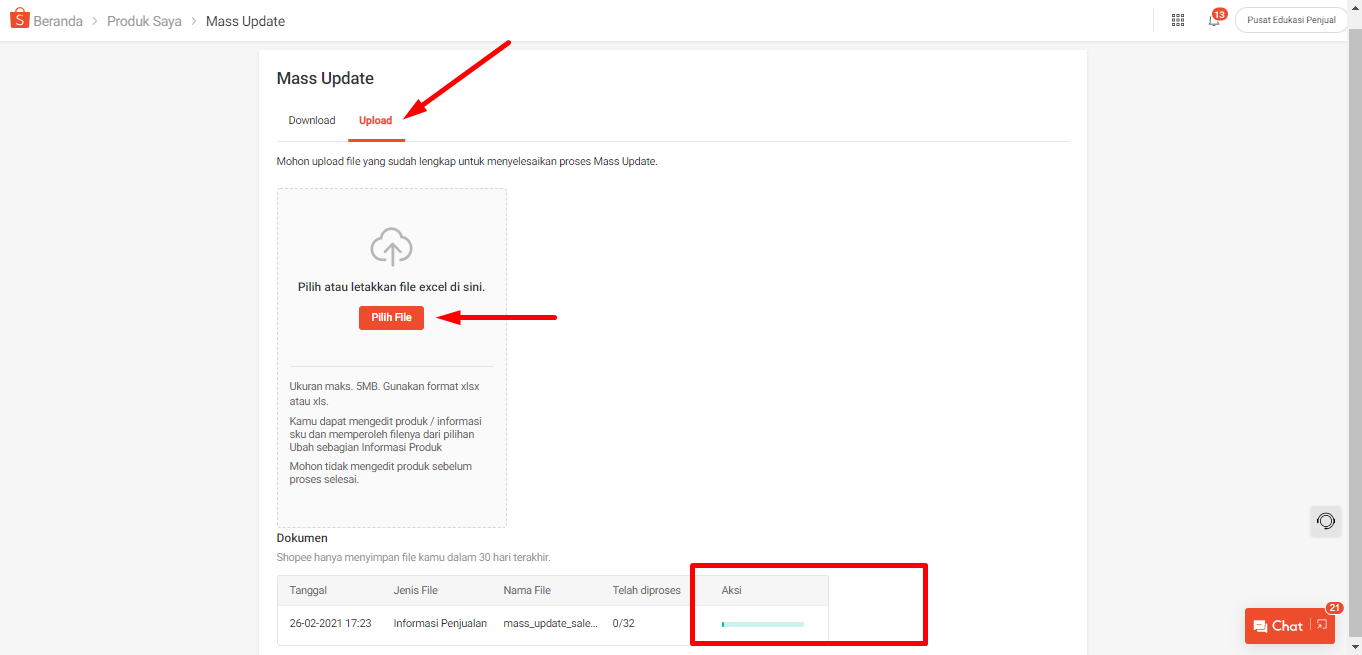 Beranda > Produk Saya > Mass Update
13
Pusat Edukasi Penjual
Mass Update
Download
Upload
Mohon upload file yang sudah lengkap untuk menyelesaikan proses Mass Update.
Pilih atau letakkan file excel di sini.
Pilih File
Ukuran maks. 5MB. Gunakan format xlsx
atau xls.
Kamu dapat mengedit produk / informasi
sku dan memperoleh filenya dari pilihan
Ubah sebagian Informasi Produk
Mohon tidak mengedit produk sebelum
proses selesai.
Dokumen
Shopee hanya menyimpan file kamu dalam 30 hari terakhir.
Tanggal Jenis File Nama File Telah diproses Aksi
26-02-2021 17:23 Informasi Penjualan mass_update_sale... 0/32
21
Chat